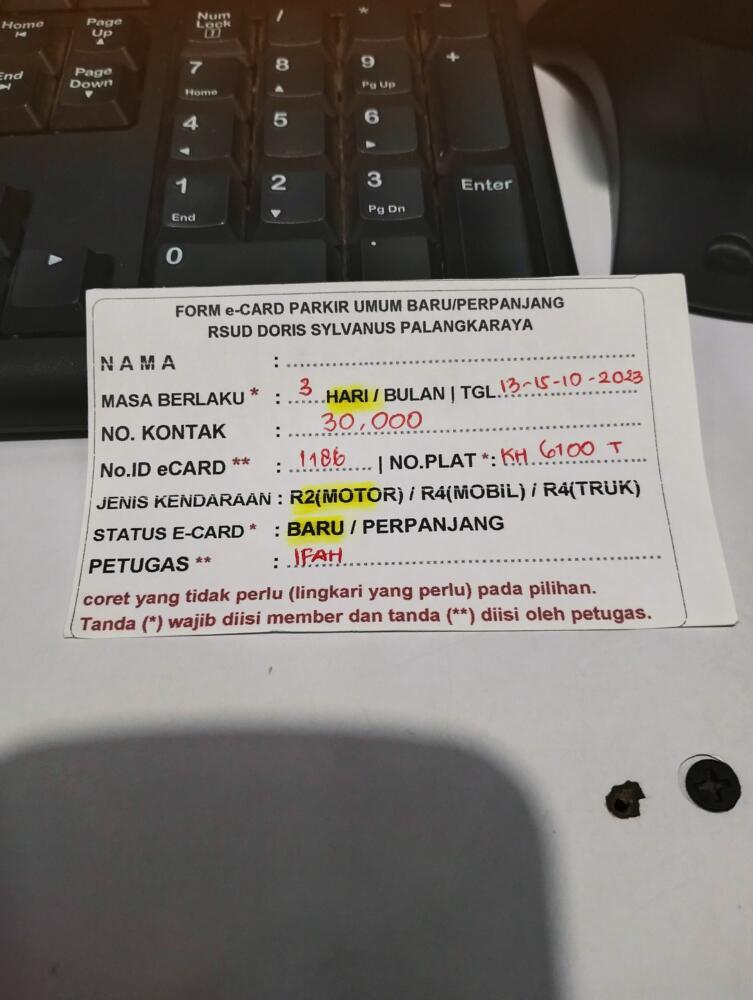 Home Page Up Num Lock / * -
End Page Down 7 Home 8 9 Pg Up +
4 5 6
1 End 2 3 Pg Dn Enter
0 .
FORM e-CARD PARKIR UMUM BARU/PERPANJANG
RSUD DORIS SYLVANUS PALANGKARAYA
NAMA : ............................................
MASA BERLAKU * : 3 HARI / BULAN | TGL 13-15-10-2023
NO. KONTAK : 30,000
No.ID eCARD ** : 1186 | NO.PLAT *: KH 6100 T
JENIS KENDARAAN : R2(MOTOR) / R4(MOBIL) / R4(TRUK)
STATUS E-CARD * : BARU / PERPANJANG
PETUGAS ** : IFAH
coret yang tidak perlu (lingkari yang perlu) pada pilihan.
Tanda (*) wajib diisi member dan tanda (**) diisi oleh petugas.